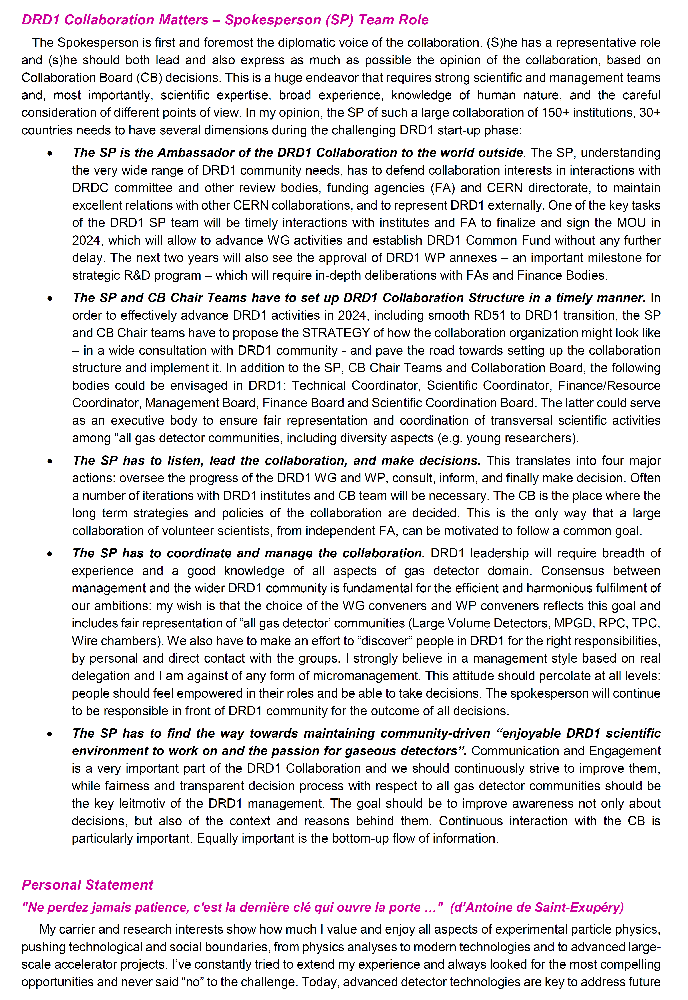 DRD1 Collaboration Matters – Spokesperson (SP) Team Role
The Spokesperson is first and foremost the diplomatic voice of the collaboration. (S)he has a representative role
and (s)he should both lead and also express as much as possible the opinion of the collaboration, based on
Collaboration Board (CB) decisions. This is a huge endeavor that requires strong scientific and management teams
and, most importantly, scientific expertise, broad experience, knowledge of human nature, and the careful
consideration of different points of view. In my opinion, the SP of such a large collaboration of 150+ institutions, 30+
countries needs to have several dimensions during the challenging DRD1 start-up phase:
• The SP is the Ambassador of the DRD1 Collaboration to the world outside. The SP, understanding
the very wide range of DRD1 community needs, has to defend collaboration interests in interactions with
DRDC committee and other review bodies, funding agencies (FA) and CERN directorate, to maintain
excellent relations with other CERN collaborations, and to represent DRD1 externally. One of the key tasks
of the DRD1 SP team will be timely interactions with institutes and FA to finalize and sign the MOU in
2024, which will allow to advance WG activities and establish DRD1 Common Fund without any further
delay. The next two years will also see the approval of DRD1 WP annexes – an important milestone for
strategic R&D program – which will require in-depth deliberations with FAs and Finance Bodies.
• The SP and CB Chair Teams have to set up DRD1 Collaboration Structure in a timely manner. In
order to effectively advance DRD1 activities in 2024, including smooth RD51 to DRD1 transition, the SP
and CB Chair teams have to propose the STRATEGY of how the collaboration organization might look like
– in a wide consultation with DRD1 community - and pave the road towards setting up the collaboration
structure and implement it. In addition to the SP, CB Chair Teams and Collaboration Board, the following
bodies could be envisaged in DRD1: Technical Coordinator, Scientific Coordinator, Finance/Resource
Coordinator, Management Board, Finance Board and Scientific Coordination Board. The latter could serve
as an executive body to ensure fair representation and coordination of transversal scientific activities
among “all gas detector communities, including diversity aspects (e.g. young researchers).
• The SP has to listen, lead the collaboration, and make decisions. This translates into four major
actions: oversee the progress of the DRD1 WG and WP, consult, inform, and finally make decision. Often
a number of iterations with DRD1 institutes and CB team will be necessary. The CB is the place where the
long term strategies and policies of the collaboration are decided. This is the only way that a large
collaboration of volunteer scientists, from independent FA, can be motivated to follow a common goal.
• The SP has to coordinate and manage the collaboration. DRD1 leadership will require breadth of
experience and a good knowledge of all aspects of gas detector domain. Consensus between
management and the wider DRD1 community is fundamental for the efficient and harmonious fulfilment of
our ambitions: my wish is that the choice of the WG conveners and WP conveners reflects this goal and
includes fair representation of “all gas detector’ communities (Large Volume Detectors, MPGD, RPC, TPC,
Wire chambers). We also have to make an effort to “discover” people in DRD1 for the right responsibilities,
by personal and direct contact with the groups. I strongly believe in a management style based on real
delegation and I am against of any form of micromanagement. This attitude should percolate at all levels:
people should feel empowered in their roles and be able to take decisions. The spokesperson will continue
to be responsible in front of DRD1 community for the outcome of all decisions.
• The SP has to find the way towards maintaining community-driven “enjoyable DRD1 scientific
environment to work on and the passion for gaseous detectors”. Communication and Engagement
is a very important part of the DRD1 Collaboration and we should continuously strive to improve them,
while fairness and transparent decision process with respect to all gas detector communities should be
the key leitmotiv of the DRD1 management. The goal should be to improve awareness not only about
decisions, but also of the context and reasons behind them. Continuous interaction with the CB is
particularly important. Equally important is the bottom-up flow of information.
Personal Statement
"Ne perdez jamais patience, c'est la dernière clé qui ouvre la porte …" (d’Antoine de Saint-Exupéry)
My carrier and research interests show how much I value and enjoy all aspects of experimental particle physics,
pushing technological and social boundaries, from physics analyses to modern technologies and to advanced large-
scale accelerator projects. I’ve constantly tried to extend my experience and always looked for the most compelling
opportunities and never said “no” to the challenge. Today, advanced detector technologies are key to address future